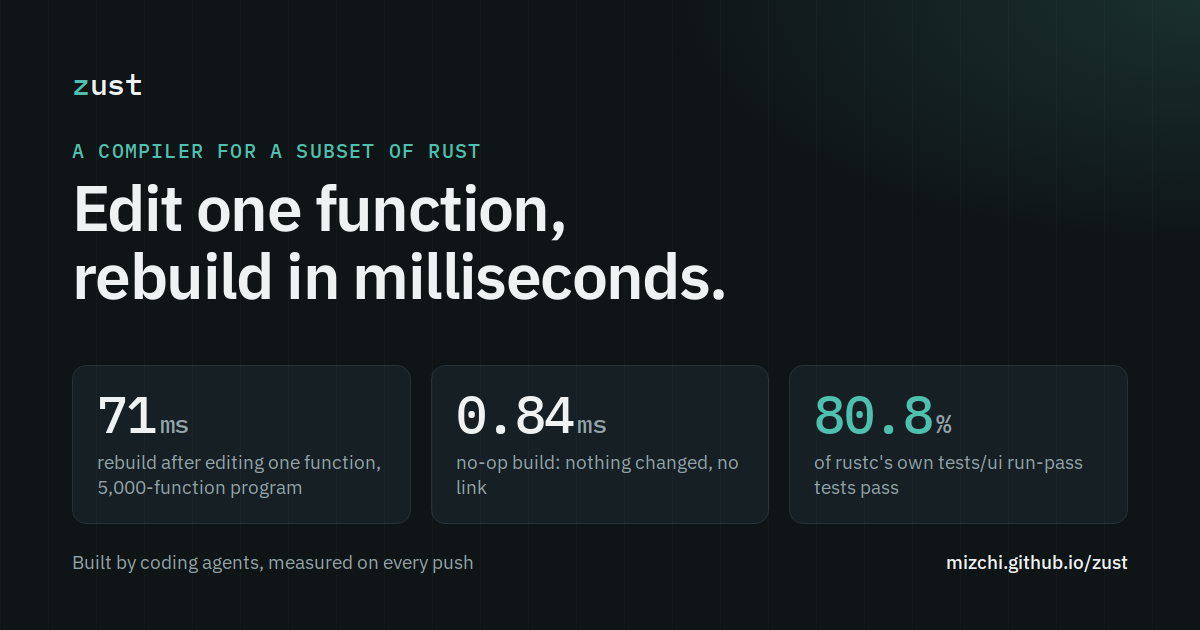 zust
A COMPILER FOR A SUBSET OF RUST
Edit one function,
rebuild in milliseconds.
71ms
rebuild after editing one function,
5,000-function program
0.84ms
no-op build: nothing changed, no
link
80.8%
of rustc's own tests/ui run-pass
tests pass
Built by coding agents, measured on every push
mizchi.github.io/zust